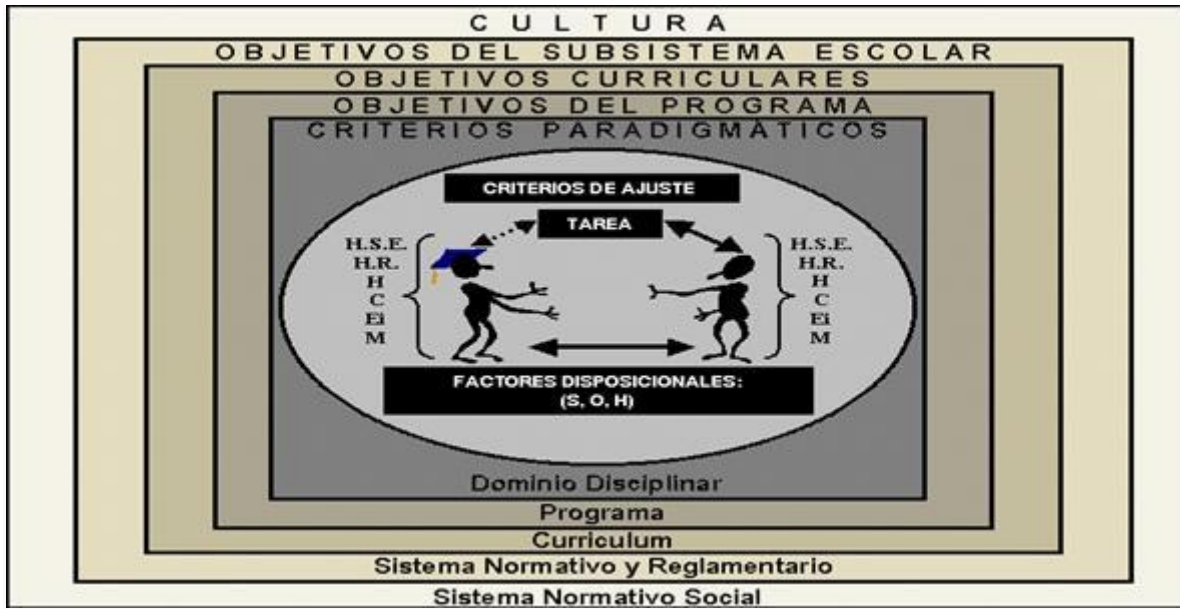 C U L T U R A
OBJETIVOS DEL SUBSISTEMA ESCOLAR
OBJETIVOS CURRICULARES
OBJETIVOS DEL PROGRAMA
CRITERIOS PARADIGMÀTICOS
CRITERIOS DE AJUSTE
TAREA
H.S.E.
H.R.
H
C
Ei
M
H.S.E.
H.R.
H
C
Ei
M
FACTORES DISPOSICIONALES:
(S, O, H)
Dominio Disciplinar
Programa
Curriculum
Sistema Normativo y Reglamentario
Sistema Normativo Social